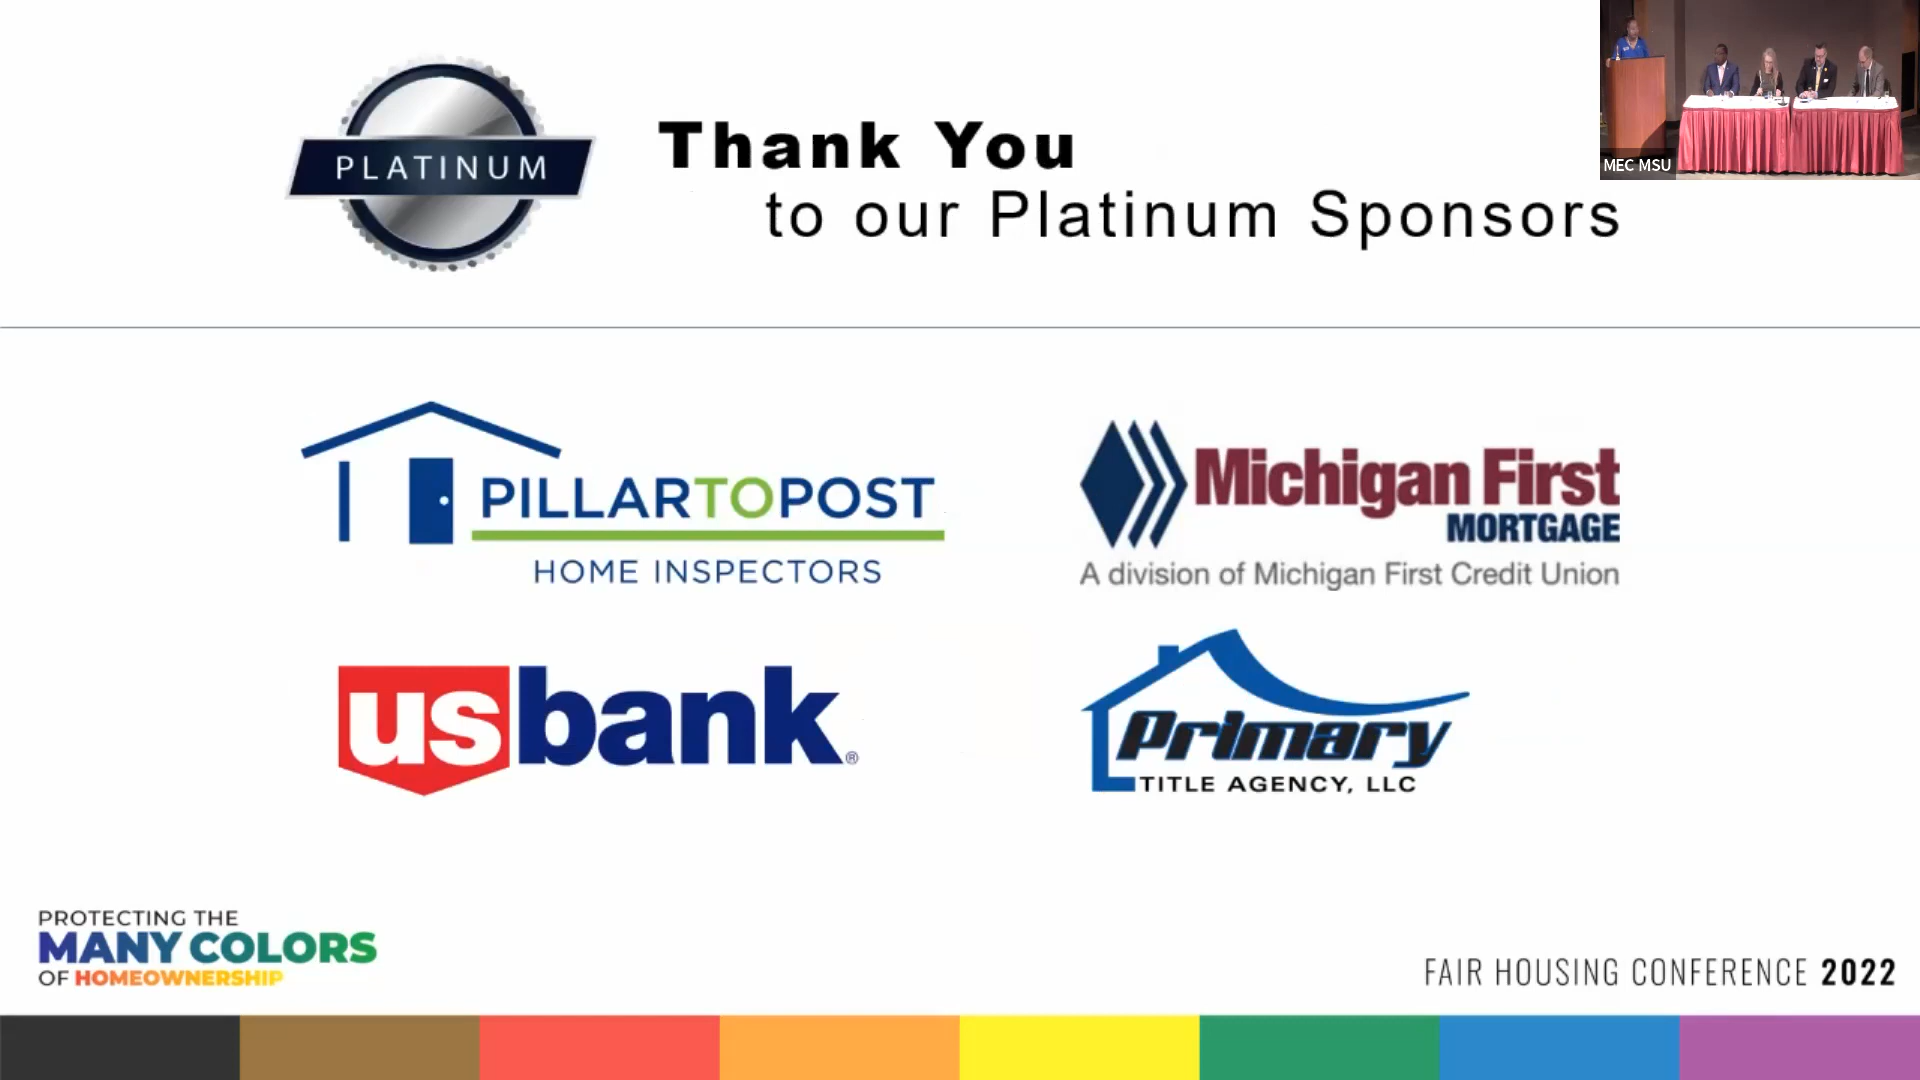 PLATINUM
Thank You
to our Platinum Sponsors
MEC MSU
PILLARTOPOST
HOME INSPECTORS
Michigan First
MORTGAGE
A division of Michigan First Credit Union
usbank®
Primary
TITLE AGENCY, LLC
PROTECTING THE
MANY COLORS
OF HOMEOWNERSHIP
FAIR HOUSING CONFERENCE 2022